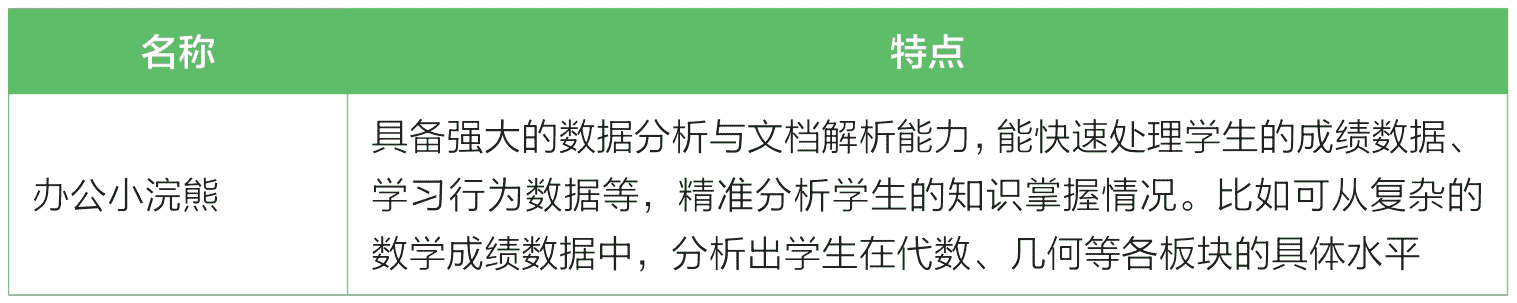 名称 特点
具备强大的数据分析与文档解析能力，能快速处理学生的成绩数据、
办公小浣熊 学习行为数据等，精准分析学生的知识掌握情况。比如可从复杂的
数学成绩数据中，分析出学生在代数、几何等各板块的具体水平